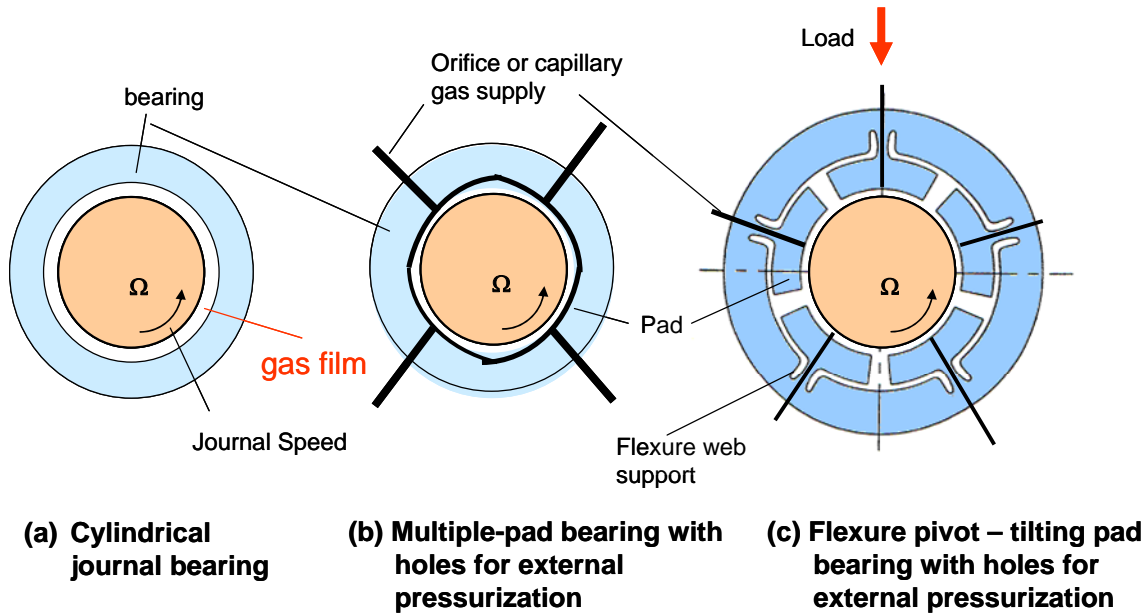 Load
Orifice or capillary
gas supply
bearing
Ω
Ω
Ω
Pad
gas film
Journal Speed
Flexure web
support
(a) Cylindrical
journal bearing
(b) Multiple-pad bearing with
holes for external
pressurization
(c) Flexure pivot – tilting pad
bearing with holes for
external pressurization